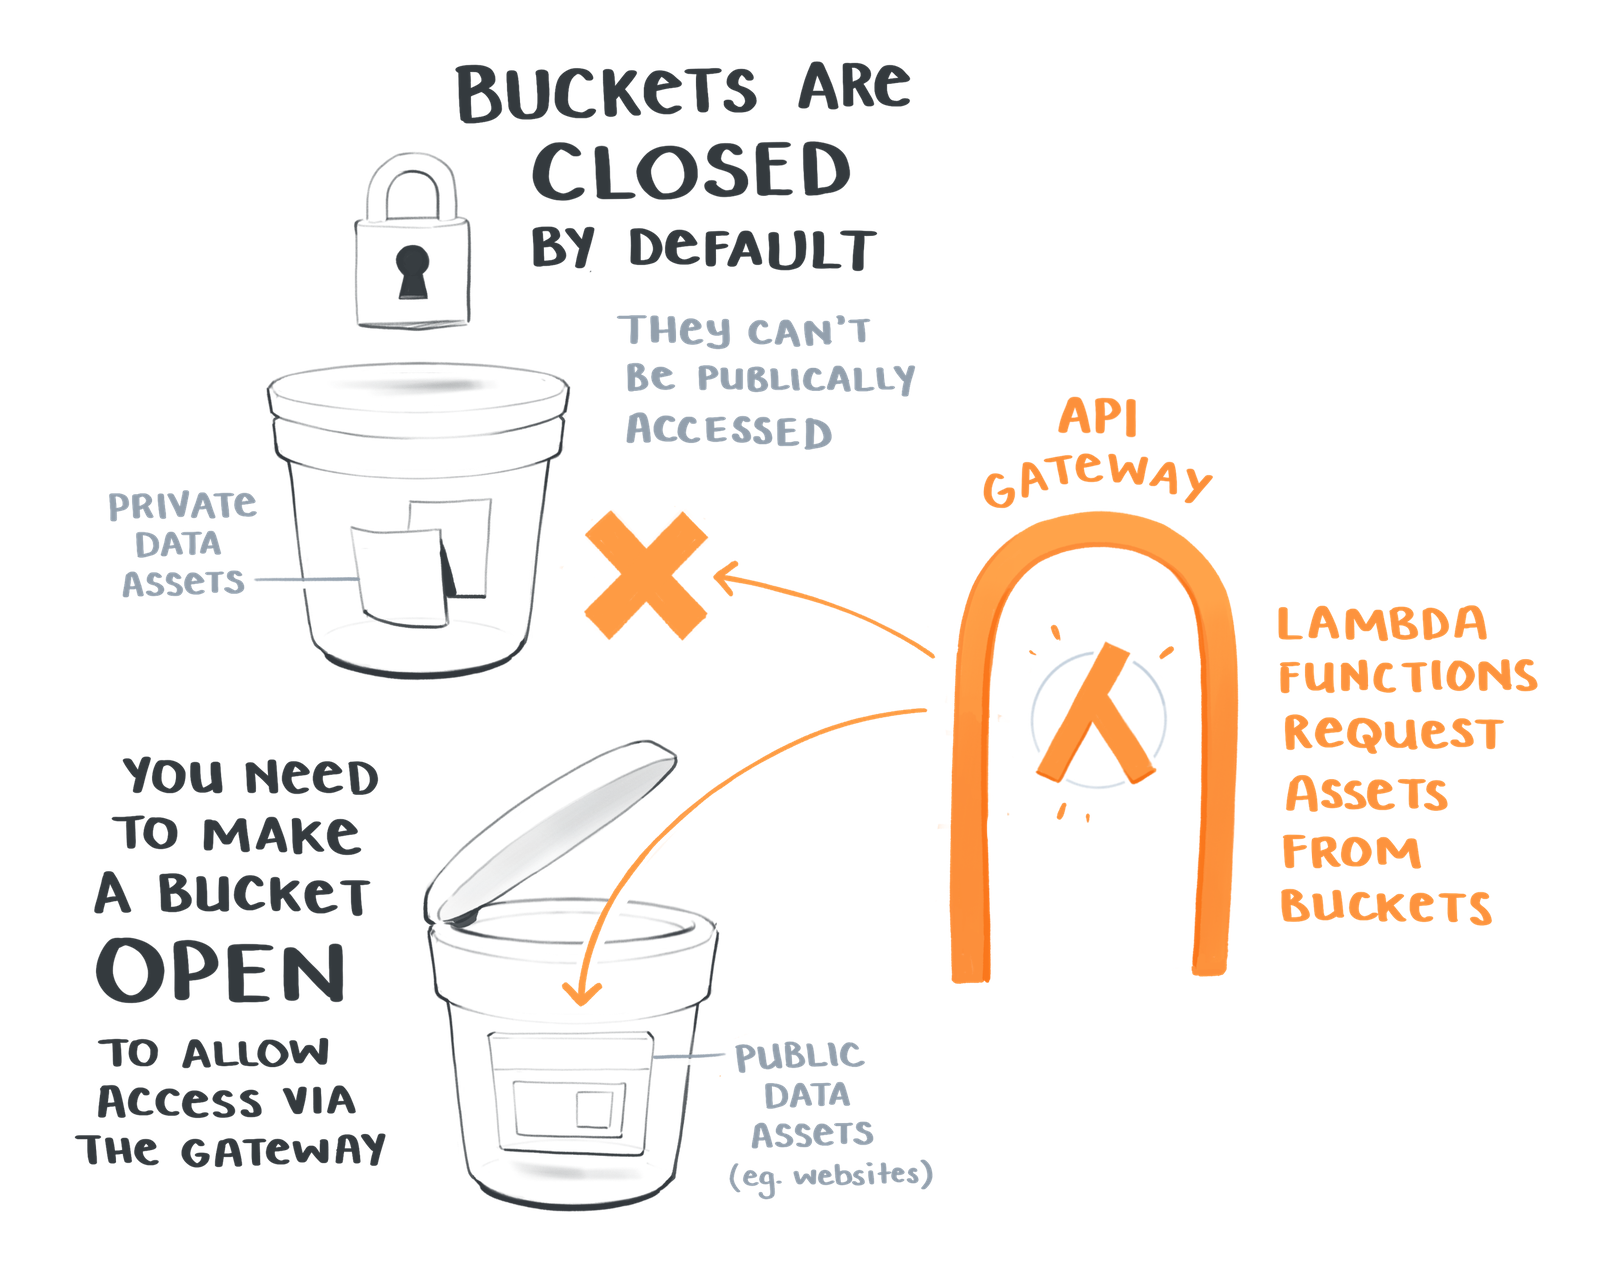 BUCKETS ARE
CLOSED
BY DEFAULT
THEY CAN'T
BE PUBLICALLY
ACCESSED
PRIVATE
DATA
ASSETS
API
GATEWAY
LAMBDA
FUNCTIONS
REQUEST
ASSETS
FROM
BUCKETS
YOU NEED
TO MAKE
A BUCKET
OPEN
TO ALLOW
ACCESS VIA
THE GATEWAY
PUBLIC
DATA
ASSETS
(eg. websites)